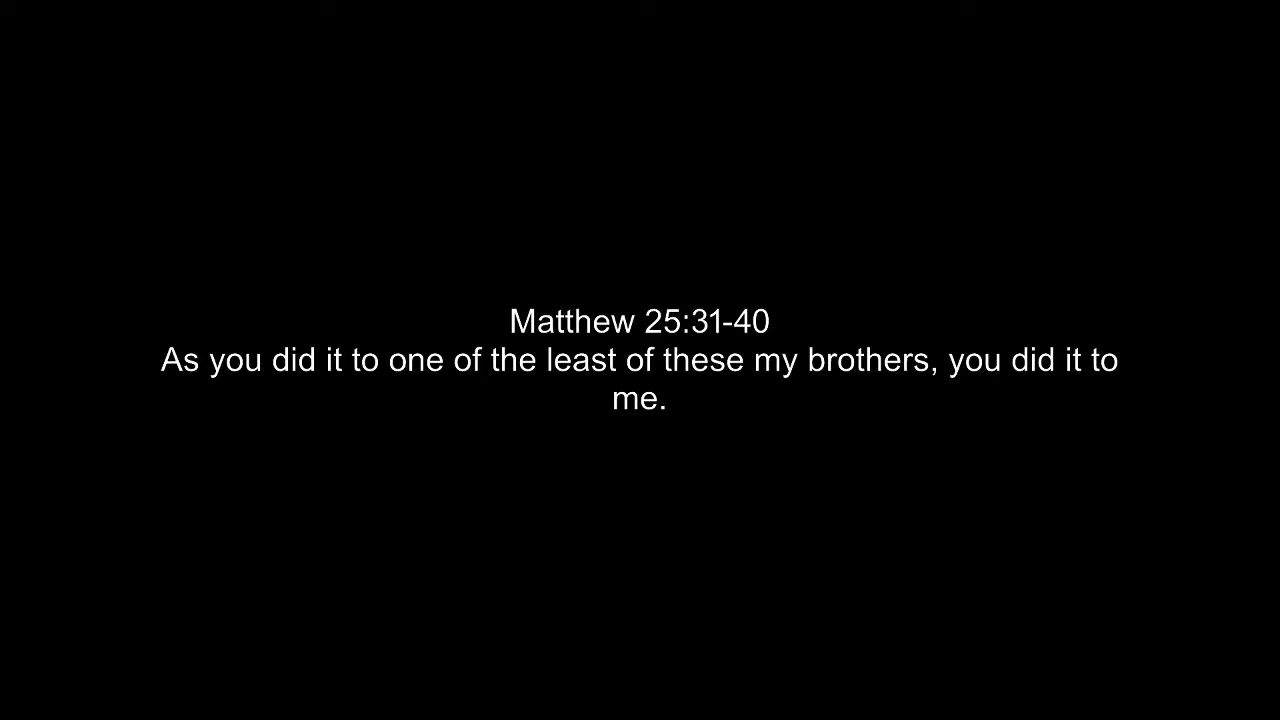 Matthew 25:31-40
As you did it to one of the least of these my brothers, you did it to
me.